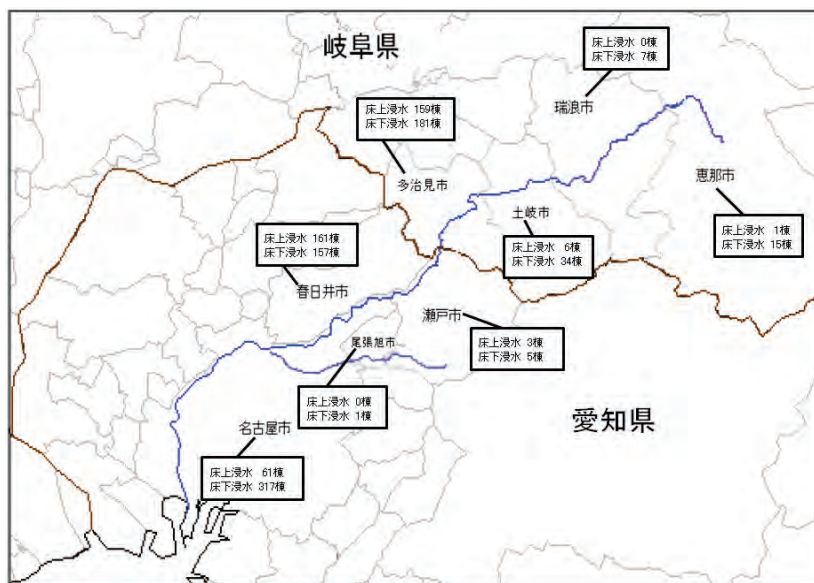 岐阜県
床上浸水 0棟
床下浸水 7棟
瑞浪市
床上浸水 159棟
床下浸水 181棟
多治見市
恵那市
床上浸水 1棟
床下浸水 15棟
土岐市
床上浸水 6棟
床下浸水 34棟
床上浸水 161棟
床下浸水 157棟
春日井市
瀬戸市
床上浸水 3棟
床下浸水 5棟
尾張旭市
床上浸水 0棟
床下浸水 1棟
愛知県
名古屋市
床上浸水 61棟
床下浸水 317棟